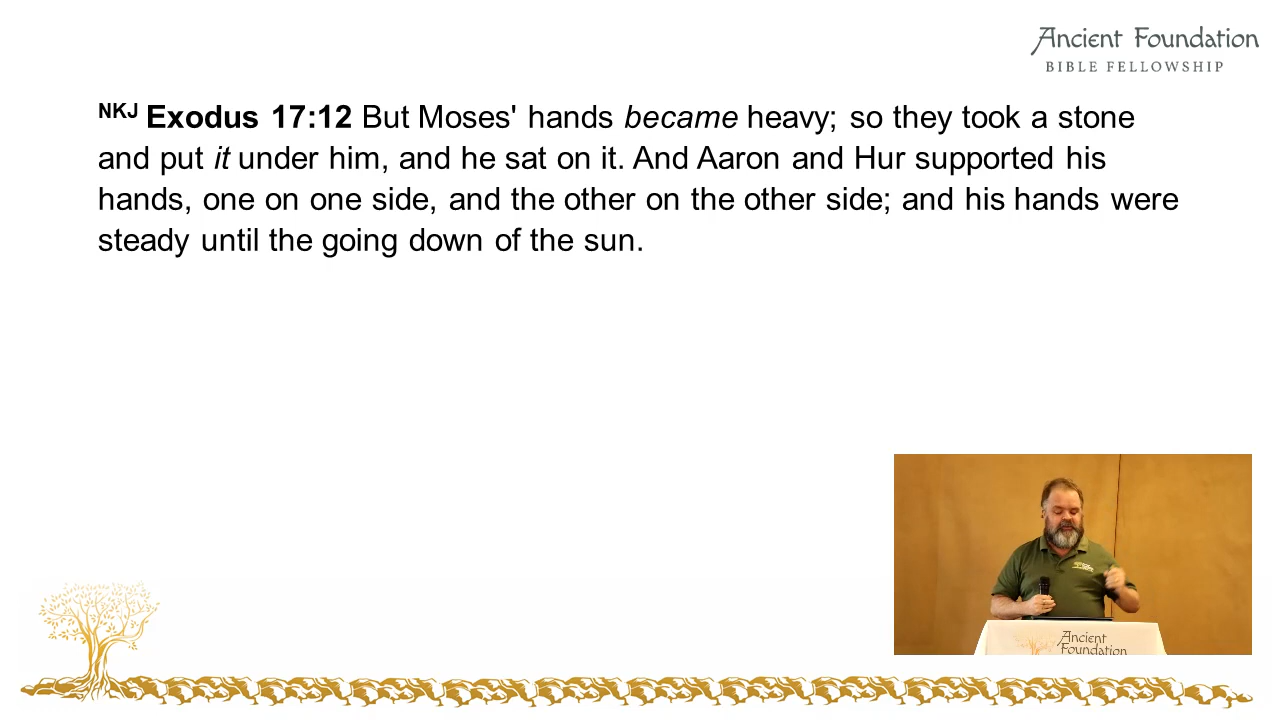 Ancient Foundation
BIBLE FELLOWSHIP
NKJ Exodus 17:12 But Moses' hands became heavy; so they took a stone
and put it under him, and he sat on it. And Aaron and Hur supported his
hands, one on one side, and the other on the other side; and his hands were
steady until the going down of the sun.
Ancient
Foundation